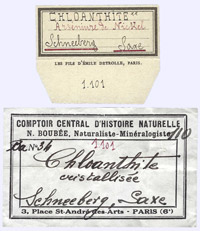 "CHLOANTHITE"
Arséniure de Nickel
Schneeberg Saxe
LES FILS D'ÉMILE DEYROLLE, PARIS.
1.101
COMPTOIR CENTRAL D'HISTOIRE NATURELLE
N. BOUBÉE, Naturaliste-Minéralogiste
1101
Chloanthite
cristallisée
Schneeberg, Saxe
3, Place St-André-des-Arts - PARIS (6e)